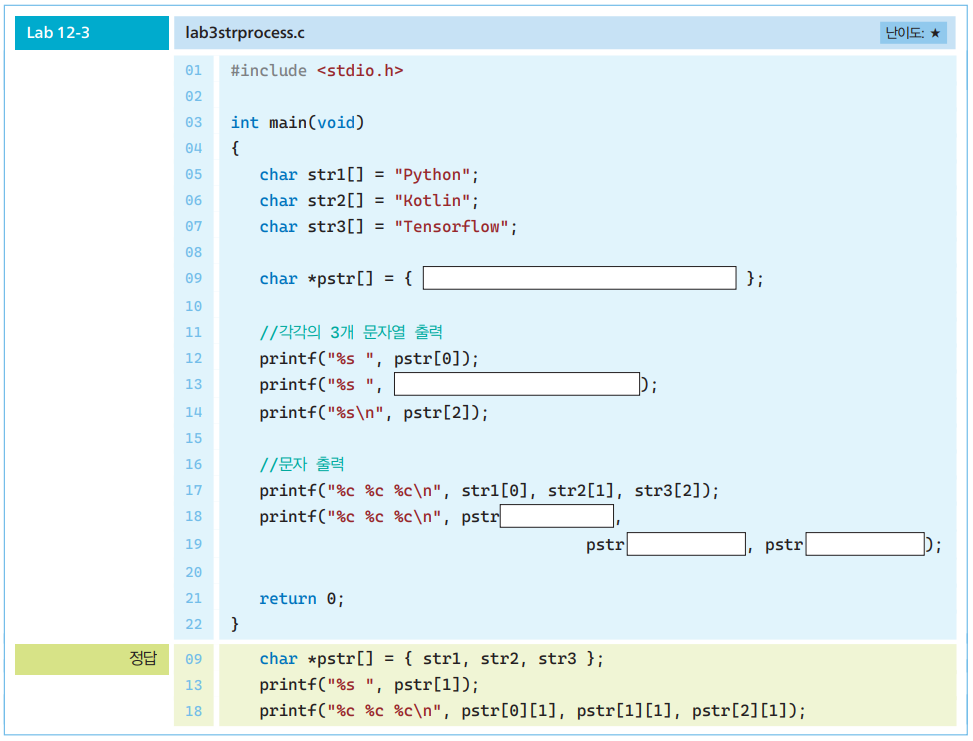 Lab 12-3 lab3strprocess.c 난이도: ★
01 #include <stdio.h>
02
03 int main(void)
04 {
05 char str1[] = "Python";
06 char str2[] = "Kotlin";
07 char str3[] = "Tensorflow";
08
09 char *pstr[] = { };
10
11 //각각의 3개 문자열 출력
12 printf("%s ", pstr[0]);
13 printf("%s ", );
14 printf("%s\n", pstr[2]);
15
16 //문자 출력
17 printf("%c %c %c\n", str1[0], str2[1], str3[2]);
18 printf("%c %c %c\n", pstr ,
19 pstr , pstr );
20
21 return 0;
22 }
정답 09 char *pstr[] = { str1, str2, str3 };
13 printf("%s ", pstr[1]);
18 printf("%c %c %c\n", pstr[0][1], pstr[1][1], pstr[2][1]);